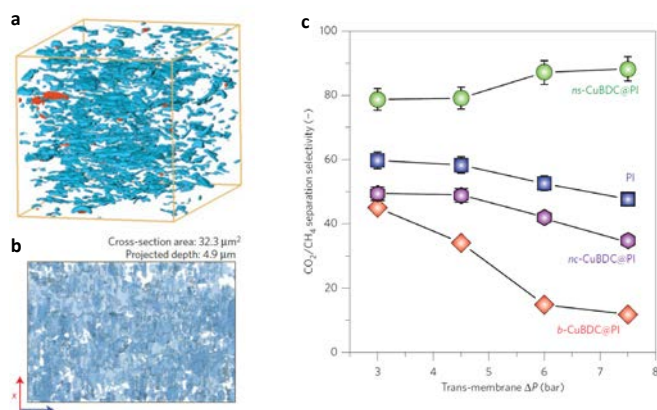 a
b
Cross-section area: 32.3 μm²
Projected depth: 4.9 μm
x
c
CO₂/CH₄ separation selectivity (–)
100
80
60
40
20
0
ns-CuBDC@PI
PI
nc-CuBDC@PI
b-CuBDC@PI
3 4 5 6 7 8
Trans-membrane ΔP (bar)